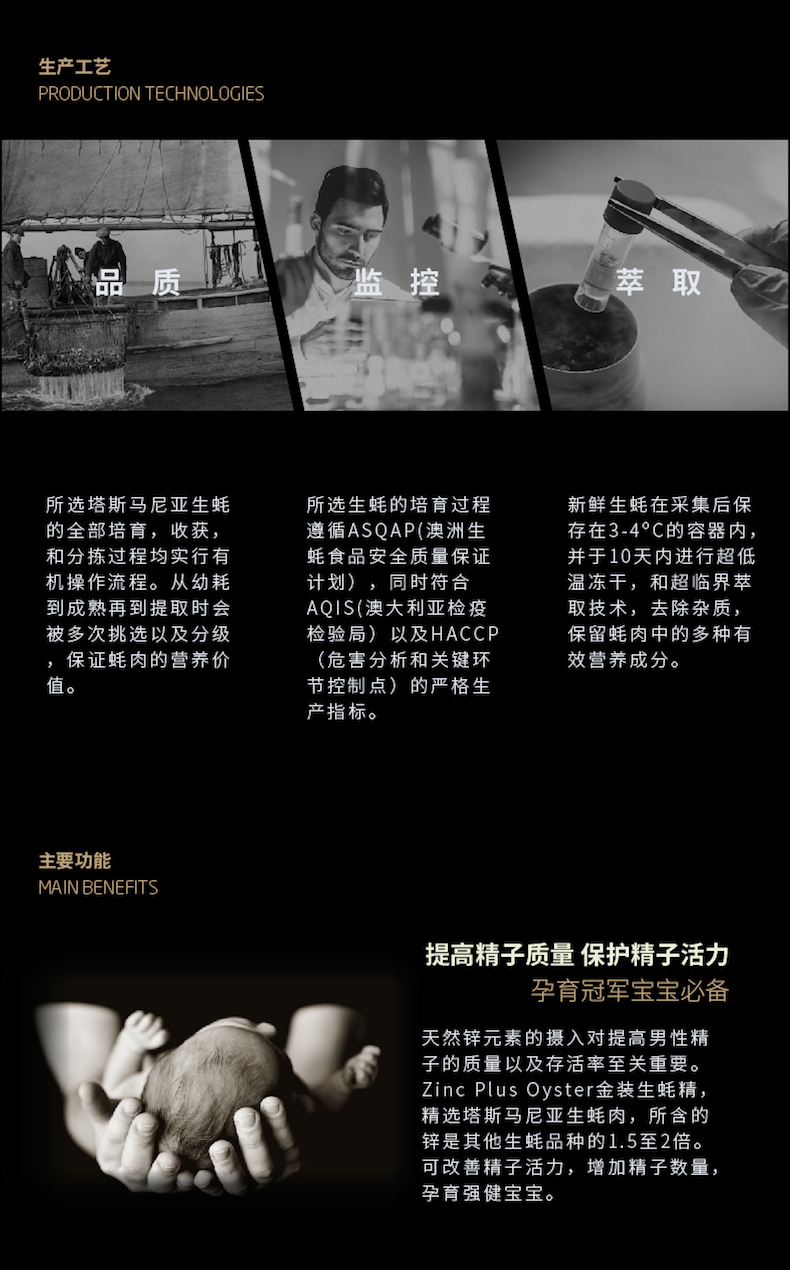 生产工艺
PRODUCTION TECHNOLOGIES
品 质
监 控
萃 取
所选塔斯马尼亚生蚝
的全部培育，收获，
和分拣过程均实行有
机操作流程。从幼耗
到成熟再到提取时会
被多次挑选以及分级
，保证蚝肉的营养价
值。
所选生蚝的培育过程
遵循ASQAP(澳洲生
蚝食品安全质量保证
计划），同时符合
AQIS(澳大利亚检疫
检验局）以及HACCP
（危害分析和关键环
节控制点）的严格生
产指标。
新鲜生蚝在采集后保
存在3-4°C的容器内，
并于10天内进行超低
温冻干，和超临界萃
取技术，去除杂质，
保留蚝肉中的多种有
效营养成分。
主要功能
MAIN BENEFITS
提高精子质量 保护精子活力
孕育冠军宝宝必备
天然锌元素的摄入对提高男性精
子的质量以及存活率至关重要。
Zinc Plus Oyster金装生蚝精，
精选塔斯马尼亚生蚝肉，所含的
锌是其他生蚝品种的1.5至2倍。
可改善精子活力，增加精子数量，
孕育强健宝宝。